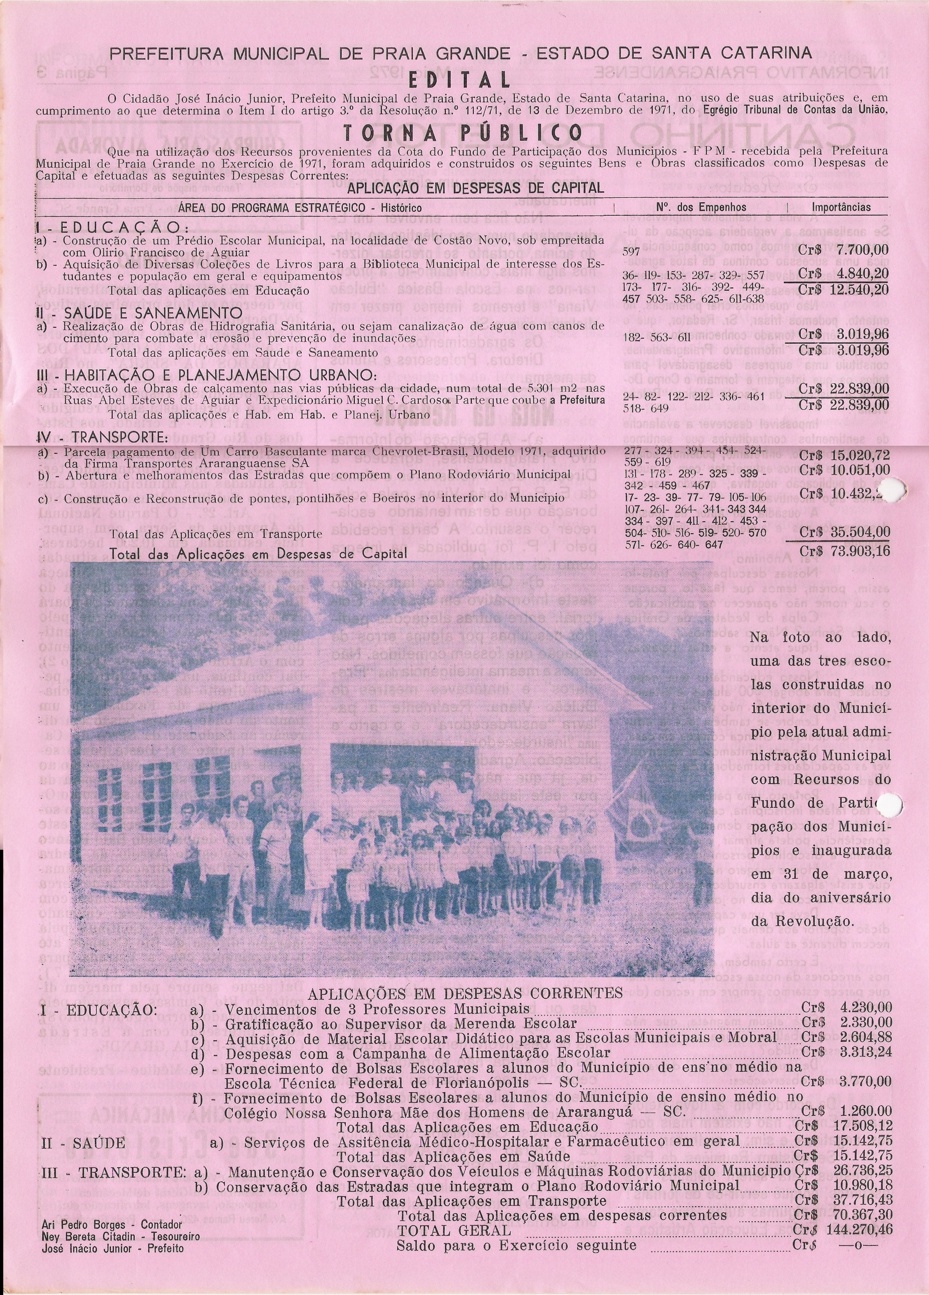 PREFEITURA MUNICIPAL DE PRAIA GRANDE - ESTADO DE SANTA CATARINA
EDITAL
O Cidadão José Inácio Junior, Prefeito Municipal de Praia Grande, Estado de Santa Catarina, no uso de suas atribuições e, em
cumprimento ao que determina o Item I do artigo 3.º da Resolução n.º 112/71, de 13 de Dezembro de 1971, do Egrégio Tribunal de Contas da União.
TORNA PÚBLICO
Que na utilização dos Recursos provenientes da Cota do Fundo de Participação dos Municipios - F P M - recebida pela Prefeitura
Municipal de Praia Grande no Exercício de 1971, foram adquiridos e construidos os seguintes Bens e Obras classificados como Despesas de
Capital e efetuadas as seguintes Despesas Correntes:
APLICAÇÃO EM DESPESAS DE CAPITAL
ÁREA DO PROGRAMA ESTRATÉGICO - Histórico | Nº. dos Empenhos | Importâncias
I - EDUCAÇÃO:
a) - Construção de um Prédio Escolar Municipal, na localidade de Costão Novo, sob empreitada
com Olirio Francisco de Aguiar 597 Cr$ 7.700,00
b) - Aquisição de Diversas Coleções de Livros para a Biblioteca Municipal de interesse dos Es-
tudantes e população em geral e equipamentos 36- 119- 153- 287- 329- 557 Cr$ 4.840,20
Total das aplicações em Educação 173- 177- 316- 392- 449- Cr$ 12.540,20
457 503- 558- 625- 611-638
II - SAÚDE E SANEAMENTO
a) - Realização de Obras de Hidrografia Sanitária, ou sejam canalização de água com canos de
cimento para combate a erosão e prevenção de inundações 182- 563- 611 Cr$ 3.019,96
Total das aplicações em Saude e Saneamento Cr$ 3.019,96
III - HABITAÇÃO E PLANEJAMENTO URBANO:
a) - Execução de Obras de calçamento nas vias públicas da cidade, num total de 5.301 m2 nas Cr$ 22.839,00
Ruas Abel Esteves de Aguiar e Expedicionário Miguel C. Cardoso. Parte que coube a Prefeitura 24- 82- 122- 212- 336- 461
Total das aplicações e Hab. em Hab. e Planej. Urbano 518- 649 Cr$ 22.839,00
IV - TRANSPORTE:
a) - Parcela pagamento de Um Carro Basculante marca Chevrolet-Brasil, Modelo 1971, adquirido 277 - 324 - 394 - 454- 524- Cr$ 15.020,72
da Firma Transportes Araranguaense SA 559 - 619
b) - Abertura e melhoramentos das Estradas que compõem o Plano Rodoviário Municipal 131 - 178 - 289 - 325 - 339 - Cr$ 10.051,00
342 - 459 - 467
c) - Construção e Reconstrução de pontes, pontilhões e Boeiros no interior do Municipio 17- 23- 39- 77- 79- 105-106 Cr$ 10.432,
107- 261- 264- 341- 343 344
334 - 397 - 411 - 412 - 453 -
Total das Aplicações em Transporte 504- 510- 516- 519- 520- 570 Cr$ 35.504,00
571- 626- 640- 647
Total das Aplicações em Despesas de Capital Cr$ 73.903,16
Na foto ao lado,
uma das tres esco-
las construidas no
interior do Municí-
pio pela atual admi-
nistração Municipal
com Recursos do
Fundo de Partici-
pação dos Municí-
pios e inaugurada
em 31 de março,
dia do aniversário
da Revolução.
APLICAÇÕES EM DESPESAS CORRENTES
I - EDUCAÇÃO: a) - Vencimentos de 3 Professores Municipais Cr$ 4.230,00
b) - Gratificação ao Supervisor da Merenda Escolar Cr$ 2.330,00
c) - Aquisição de Material Escolar Didático para as Escolas Municipais e Mobral Cr$ 2.604,88
d) - Despesas com a Campanha de Alimentação Escolar Cr$ 3.313,24
e) - Fornecimento de Bolsas Escolares a alunos do Município de ens'no médio na
Escola Técnica Federal de Florianópolis — SC. Cr$ 3.770,00
f) - Fornecimento de Bolsas Escolares a alunos do Município de ensino médio no
Colégio Nossa Senhora Mãe dos Homens de Araranguá — SC. Cr$ 1.260.00
Total das Aplicações em Educação Cr$ 17.508,12
II - SAÚDE a) - Serviços de Assitência Médico-Hospitalar e Farmacêutico em geral Cr$ 15.142,75
Total das Aplicações em Saúde Cr$ 15.142,75
III - TRANSPORTE: a) - Manutenção e Conservação dos Veículos e Máquinas Rodoviárias do Municipio Cr$ 26.736,25
b) Conservação das Estradas que integram o Plano Rodoviário Municipal Cr$ 10.980,18
Total das Aplicações em Transporte Cr$ 37.716,43
Total das Aplicações em despesas correntes Cr$ 70.367,30
TOTAL GERAL Cr$ 144.270,46
Saldo para o Exercício seguinte Cr$ —o—
Ari Pedro Borges - Contador
Ney Bereta Citadin - Tesoureiro
José Inácio Junior - Prefeito